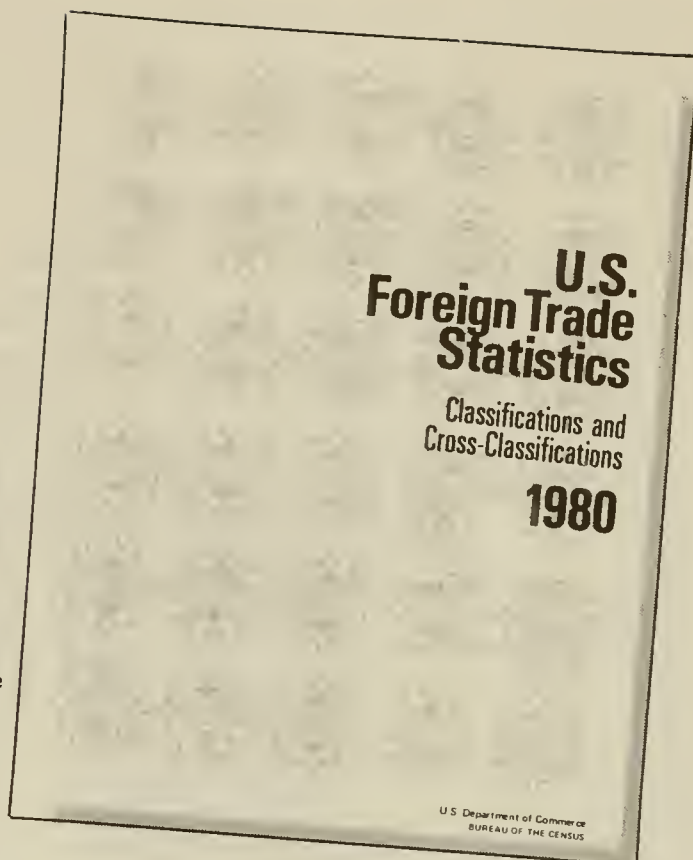 U.S.
Foreign Trade
Statistics
Classifications and
Cross-Classifications
1980
U.S. Department of Commerce
BUREAU OF THE CENSUS